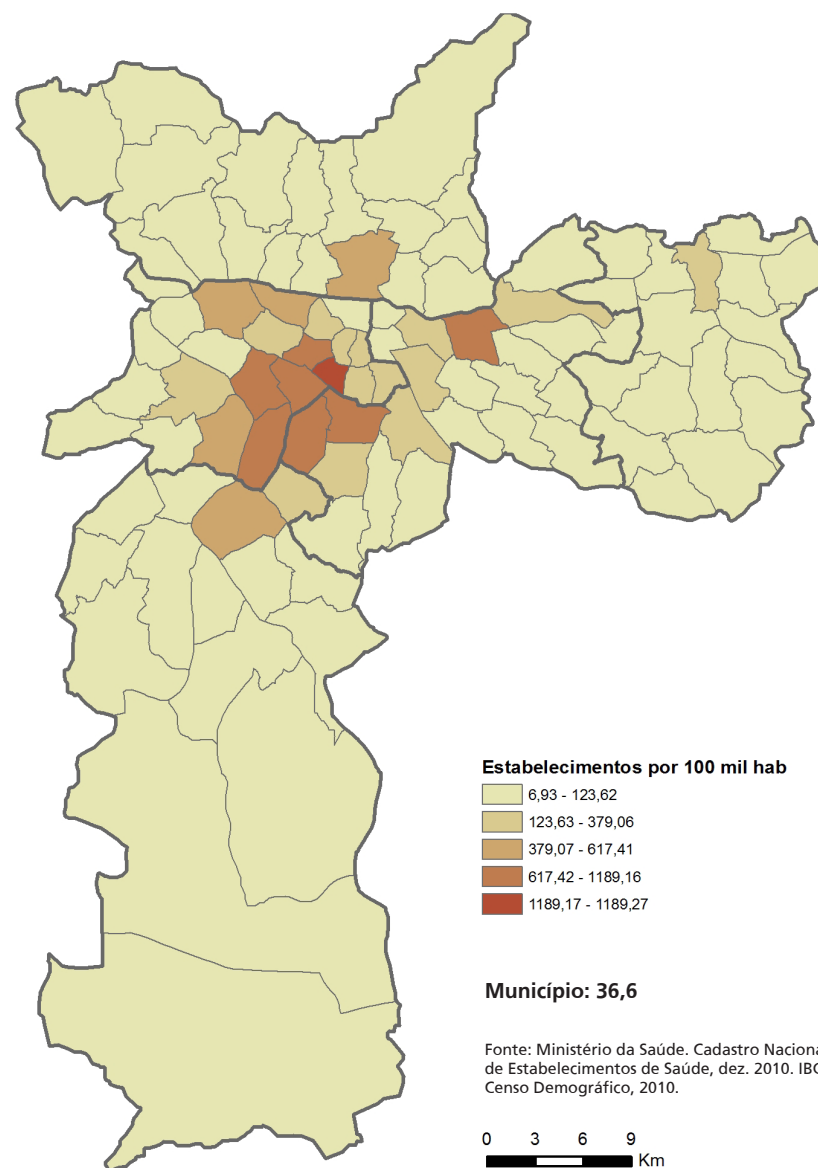 Estabelecimentos por 100 mil hab
6,93 - 123,62
123,63 - 379,06
379,07 - 617,41
617,42 - 1189,16
1189,17 - 1189,27
Município: 36,6
Fonte: Ministério da Saúde. Cadastro Naciona
de Estabelecimentos de Saúde, dez. 2010. IBG
Censo Demográfico, 2010.
0 3 6 9
Km